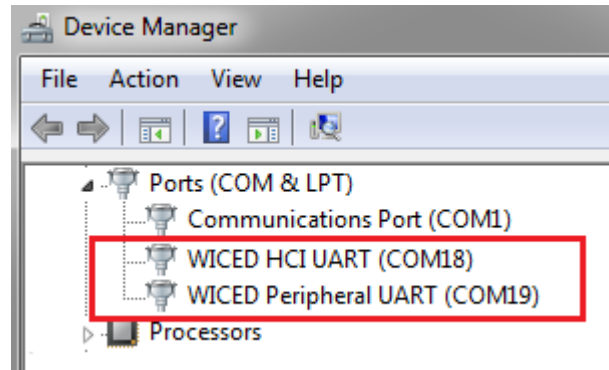 Device Manager
File Action View Help
Ports (COM & LPT)
Communications Port (COM1)
WICED HCI UART (COM18)
WICED Peripheral UART (COM19)
Processors